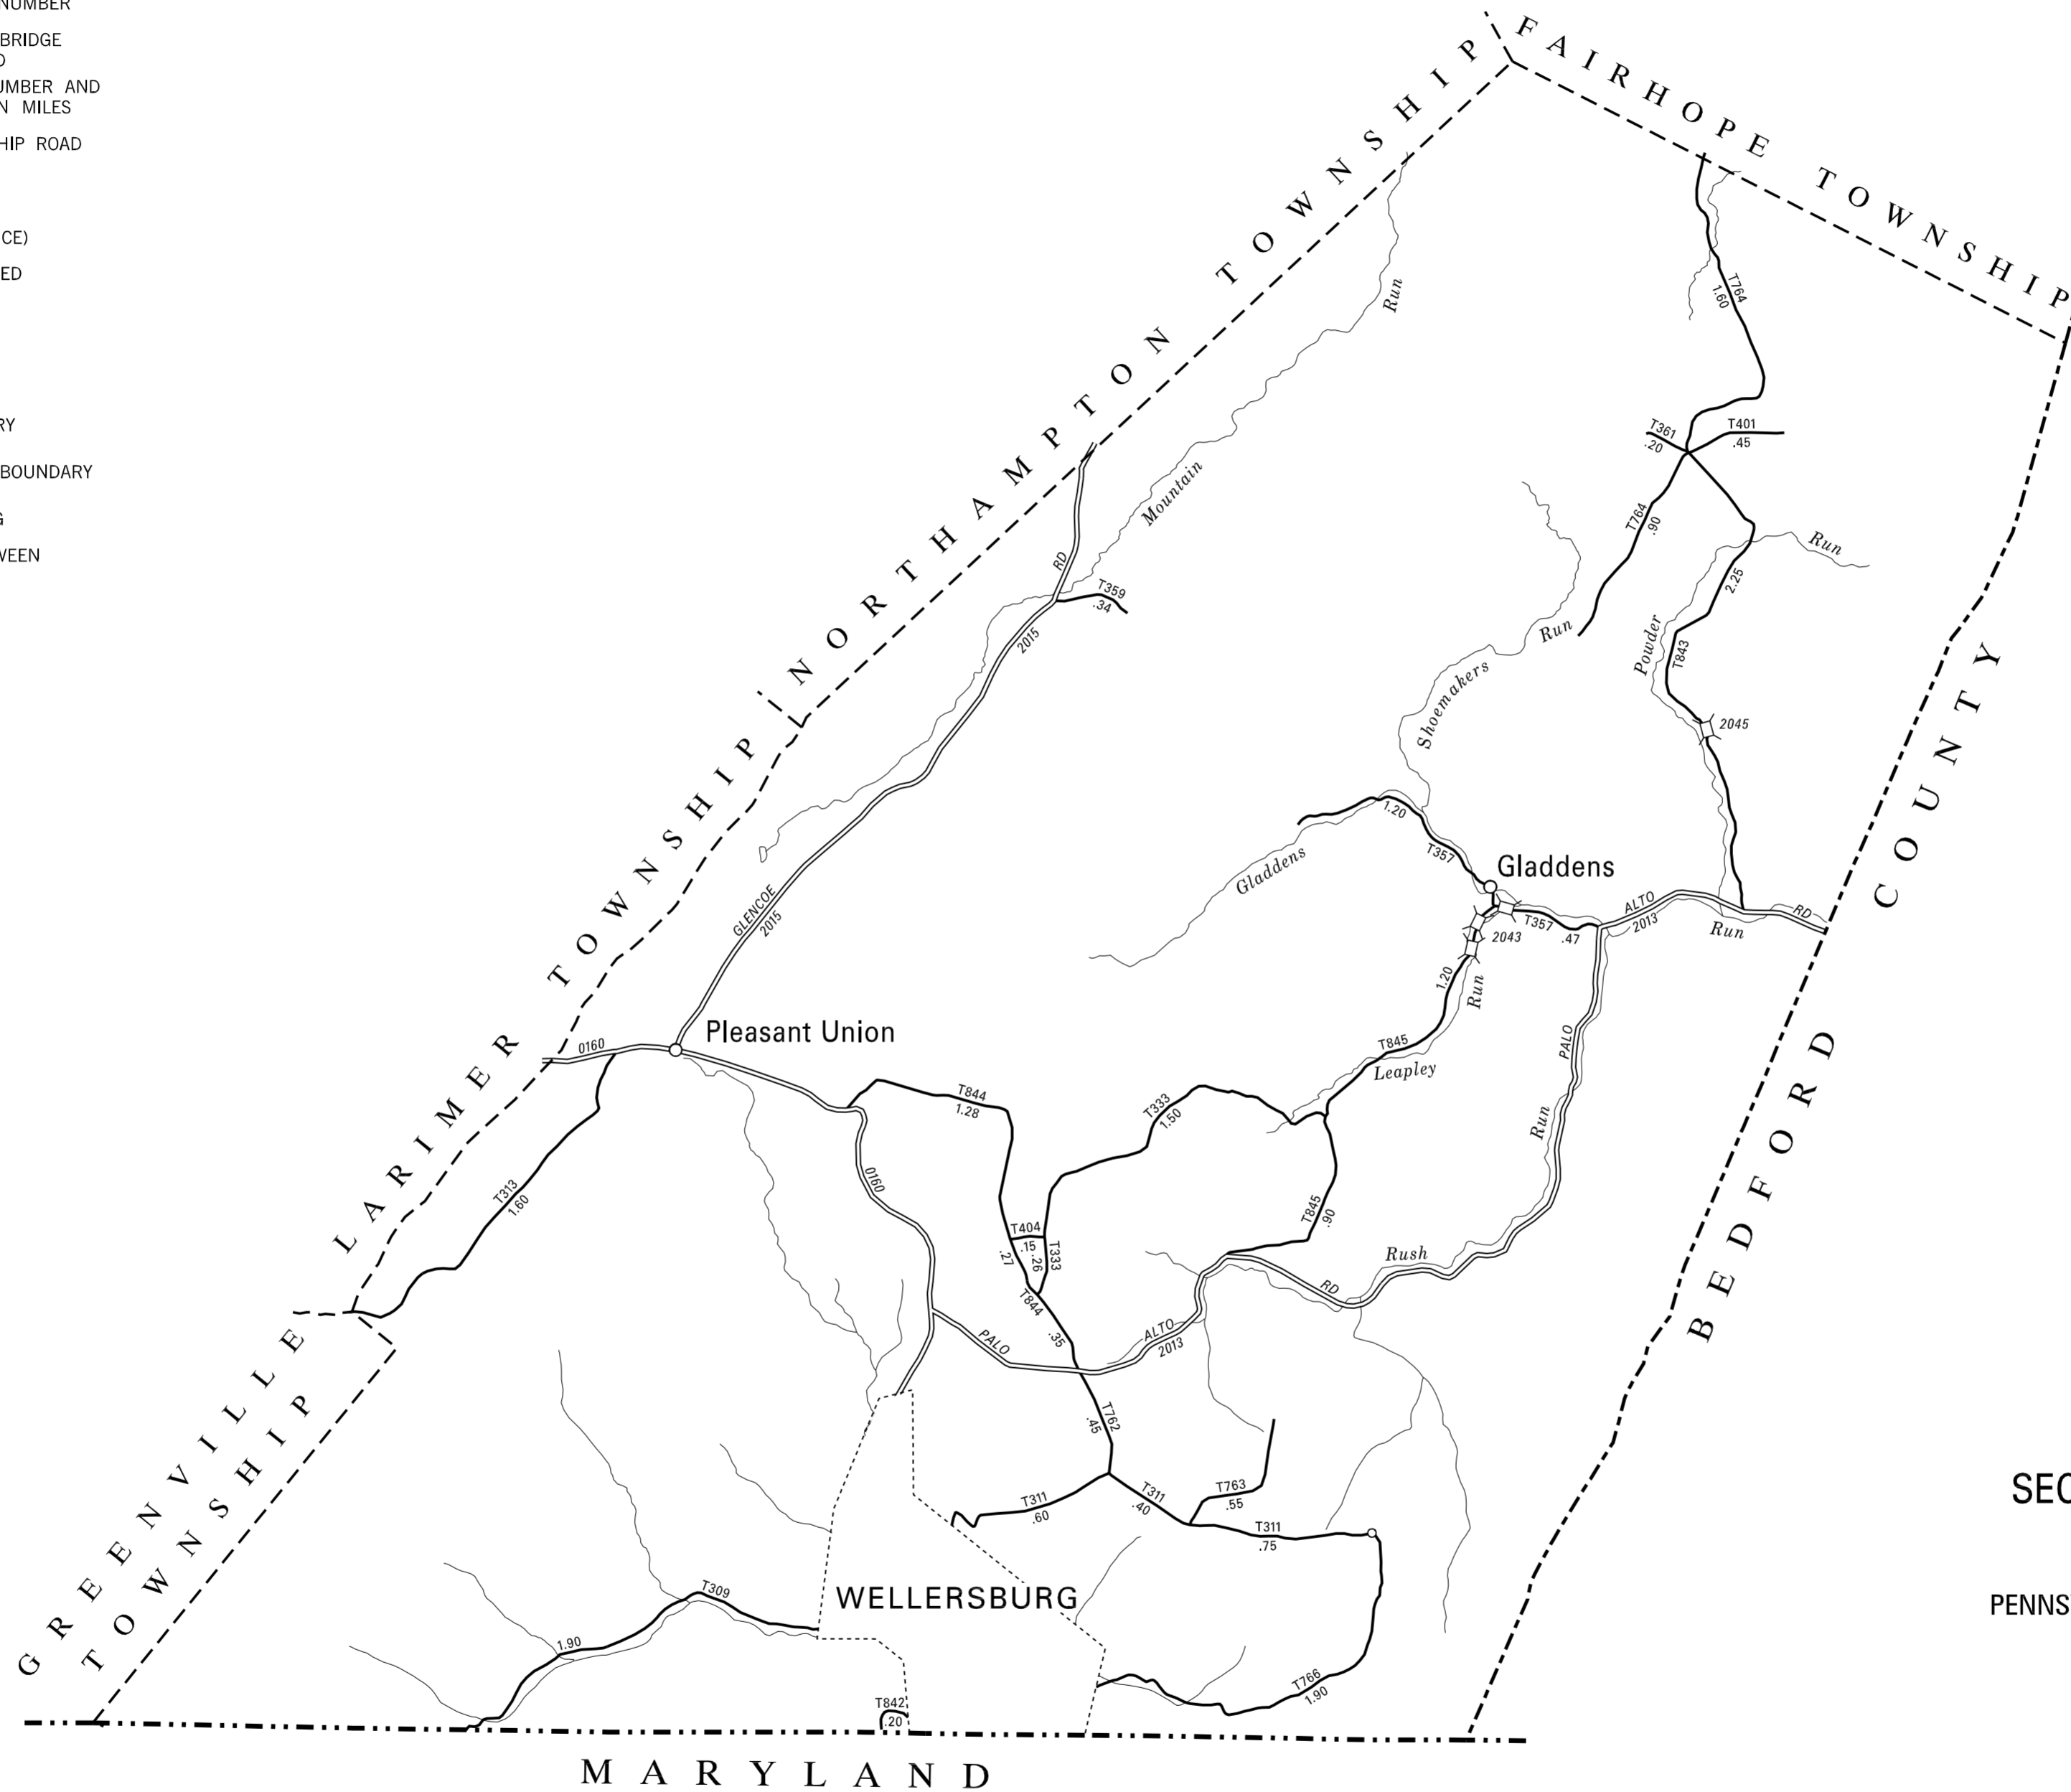 NUMBER
BRIDGE
UMBER AND
N MILES
HIP ROAD
CE)
ED
RY
BOUNDARY
G
WEEN
FAIRHOPE TOWNSHIP
NORTHAMPTON TOWNSHIP
LARIMER TOWNSHIP
GREENVILLE
TOWNSHIP
BEDFORD COUNTY
MARYLAND
Run
Mountain
T764
1.60
T361
.20
T401
.45
T764
.90
Run
2.25
Powder
T843
2045
RD
T359
.34
2015
Run
Shoemakers
1.20
T357
Gladdens
Gladdens
T357
.47
2043
ALTO
2013
RD
Run
GLENCOE
2015
1.20
Run
Pleasant Union
0160
T845
Leapley
PALO
Run
T844
1.28
T333
1.50
0160
T313
1.60
T845
.90
T404
.15
.27
.26
T333
T844
.35
Rush
RD
PALO
ALTO
2013
T762
.45
T311
.60
T311
.40
T763
.55
T311
.75
SEC
PENNS
WELLERSBURG
T309
1.90
T766
1.90
T842
.20